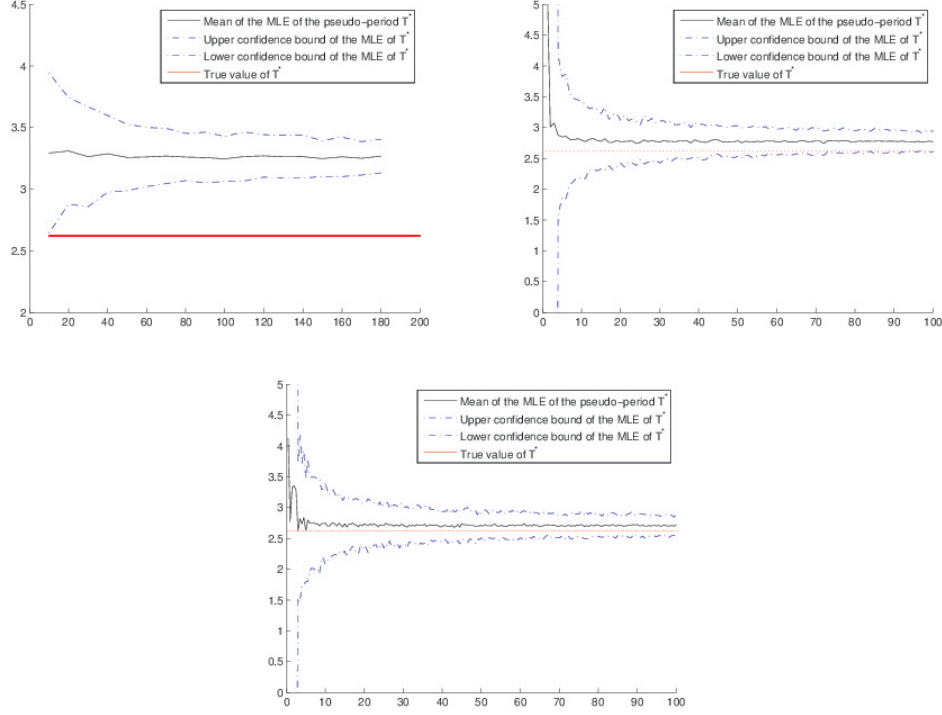 4.5
4
3.5
3
2.5
2
0 20 40 60 80 100 120 140 160 180 200
Mean of the MLE of the pseudo-period T*
Upper confidence bound of the MLE of T*
Lower confidence bound of the MLE of T*
True value of T*
5
4.5
4
3.5
3
2.5
2
1.5
1
0.5
0
0 10 20 30 40 50 60 70 80 90 100
Mean of the MLE of the pseudo-period T*
Upper confidence bound of the MLE of T*
Lower confidence bound of the MLE of T*
True value of T*
5
4.5
4
3.5
3
2.5
2
1.5
1
0.5
0
0 10 20 30 40 50 60 70 80 90 100
Mean of the MLE of the pseudo-period T*
Upper confidence bound of the MLE of T*
Lower confidence bound of the MLE of T*
True value of T*